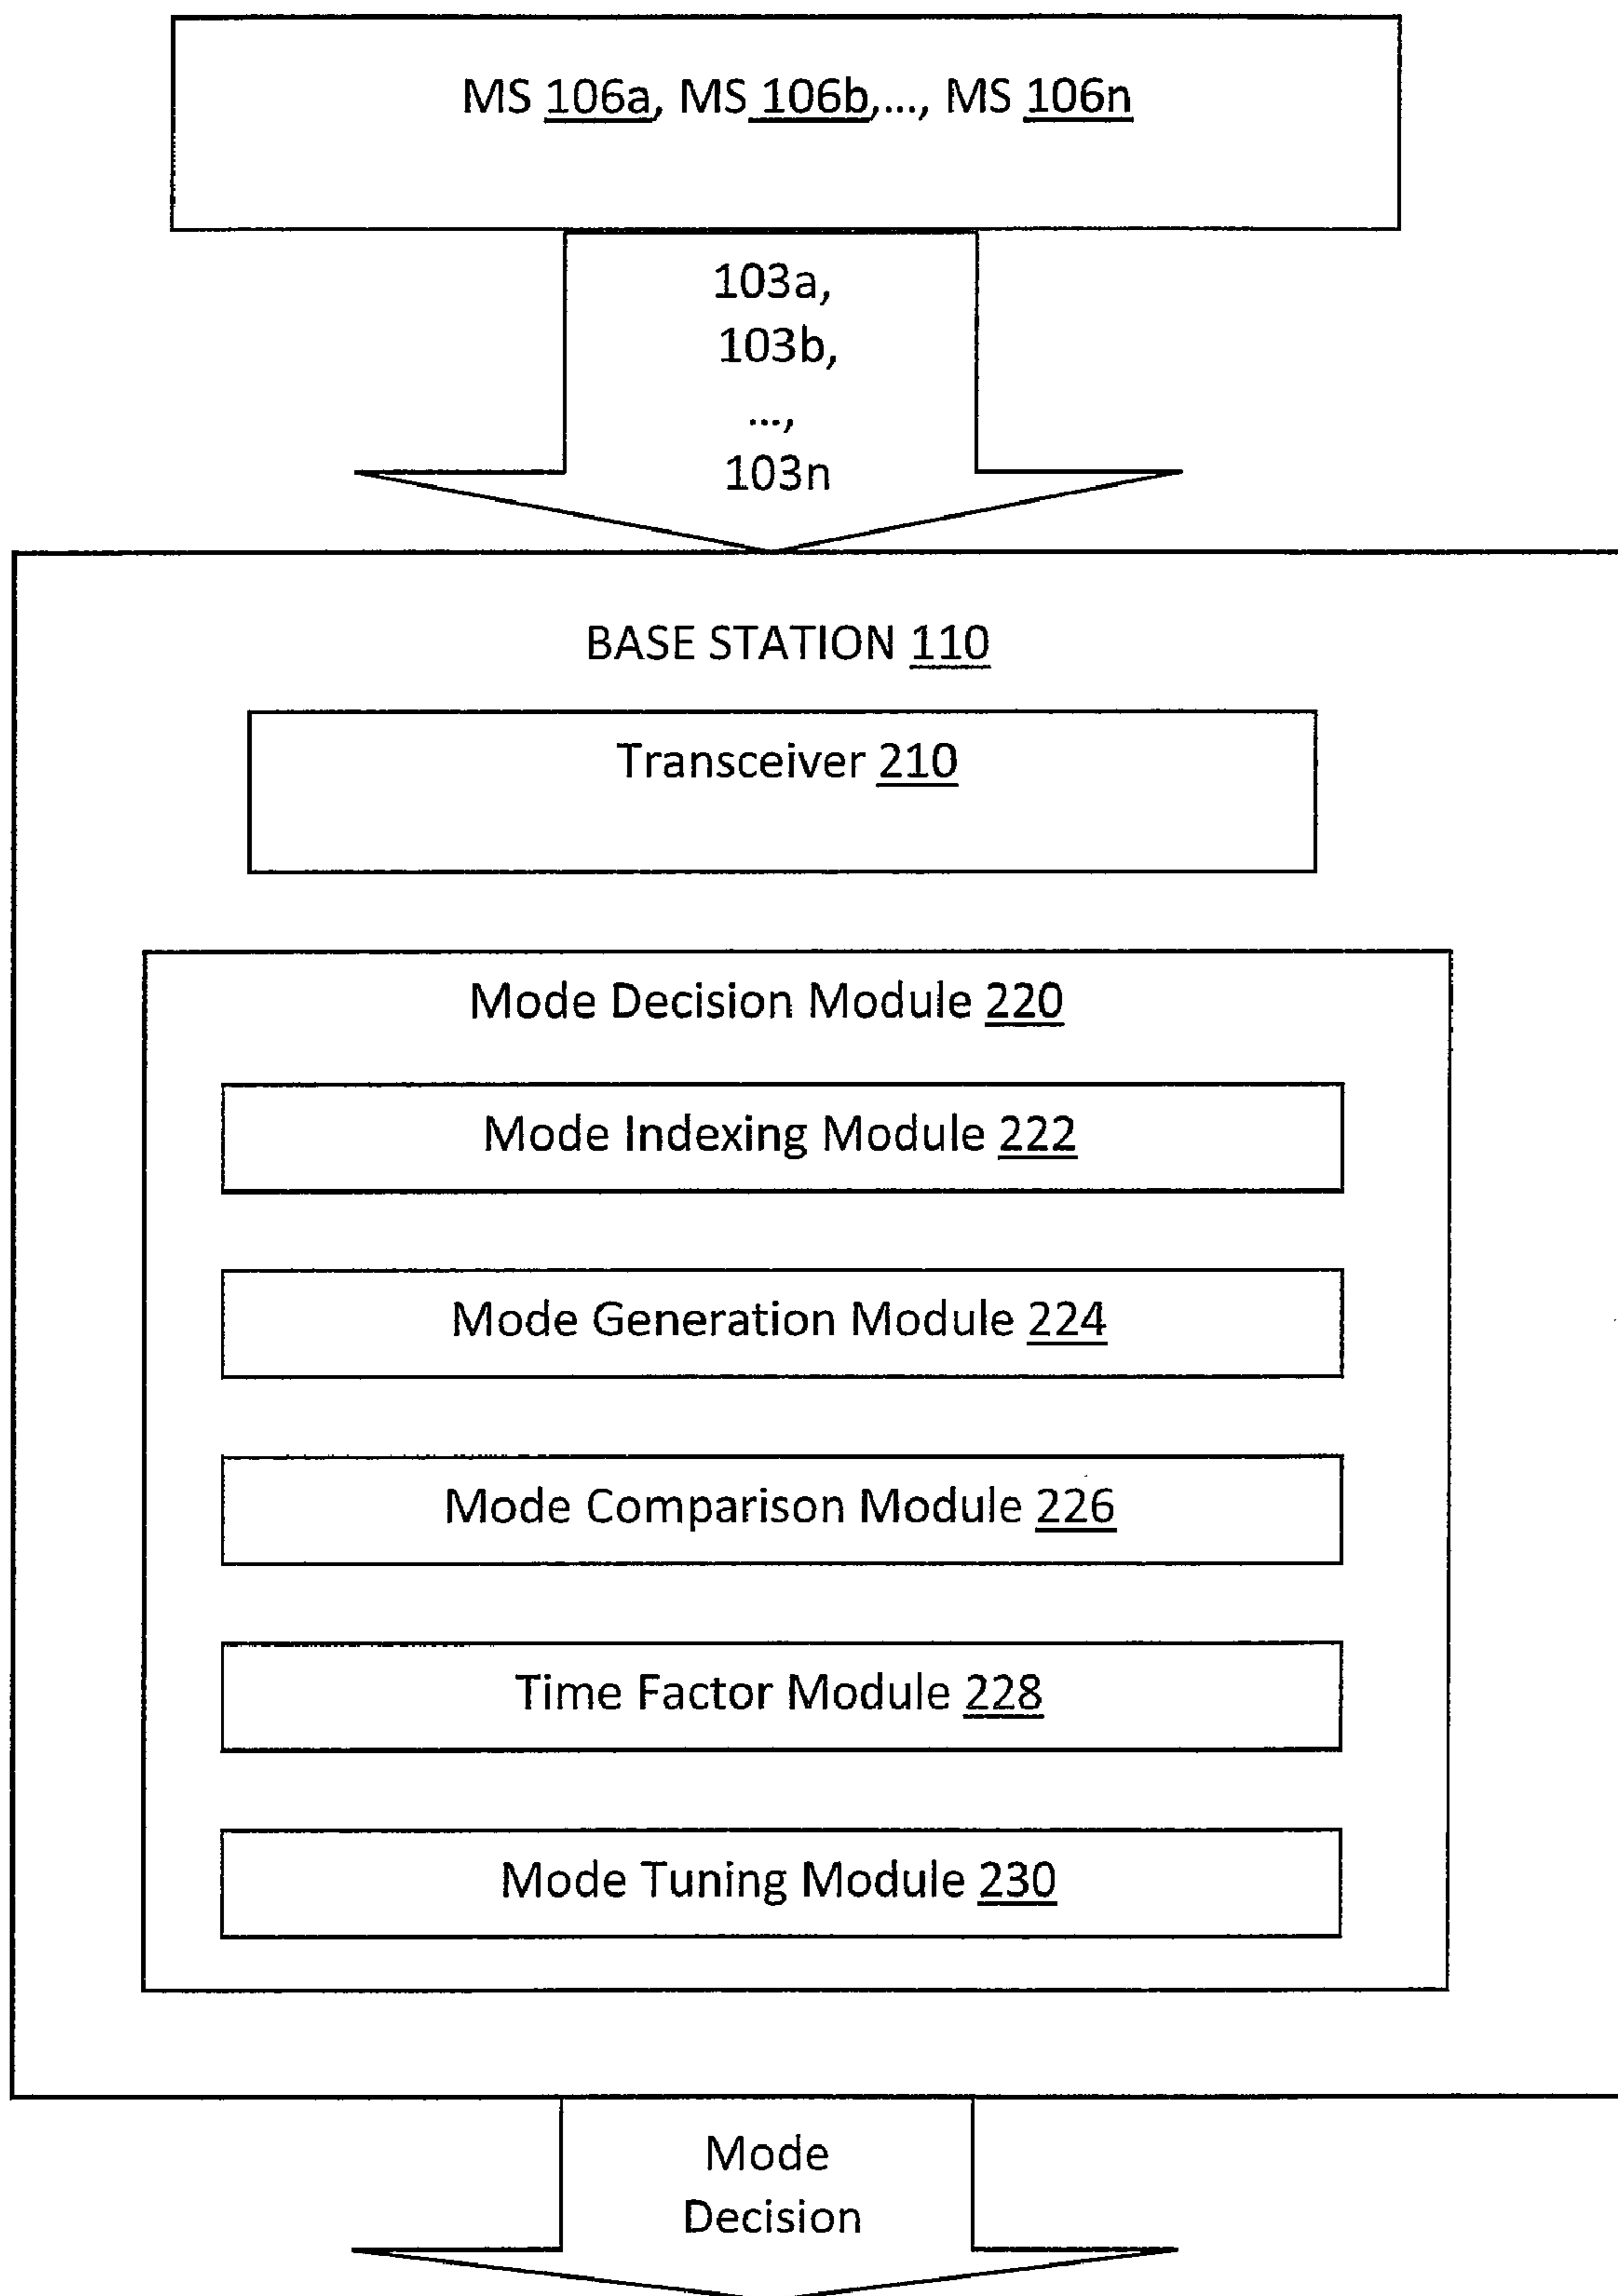 MS 106a, MS 106b,..., MS 106n
103a,
103b,
...,
103n
BASE STATION 110
Transceiver 210
Mode Decision Module 220
Mode Indexing Module 222
Mode Generation Module 224
Mode Comparison Module 226
Time Factor Module 228
Mode Tuning Module 230
Mode
Decision